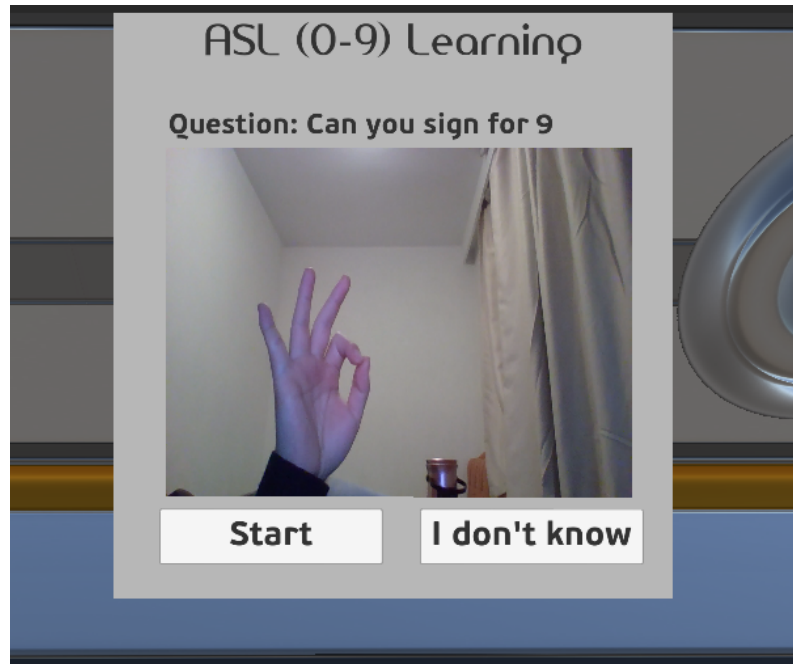 ASL (0-9) Learning
Question: Can you sign for 9
Start
I don't know